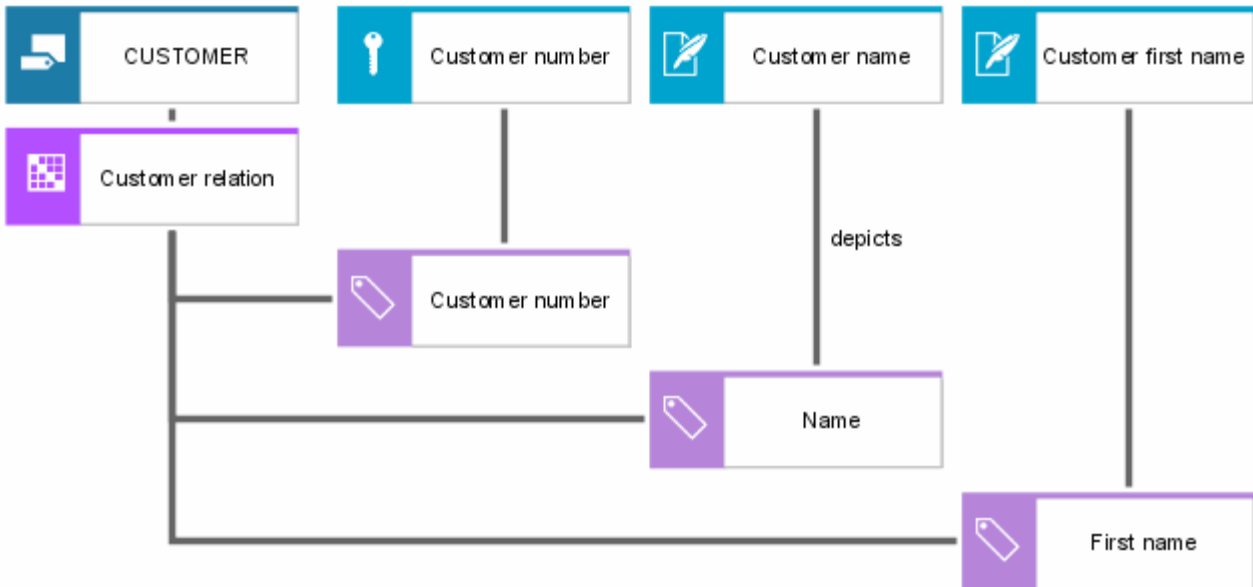 CUSTOMER
Customer number
Customer name
Customer first name
Customer relation
depicts
Customer number
Name
First name